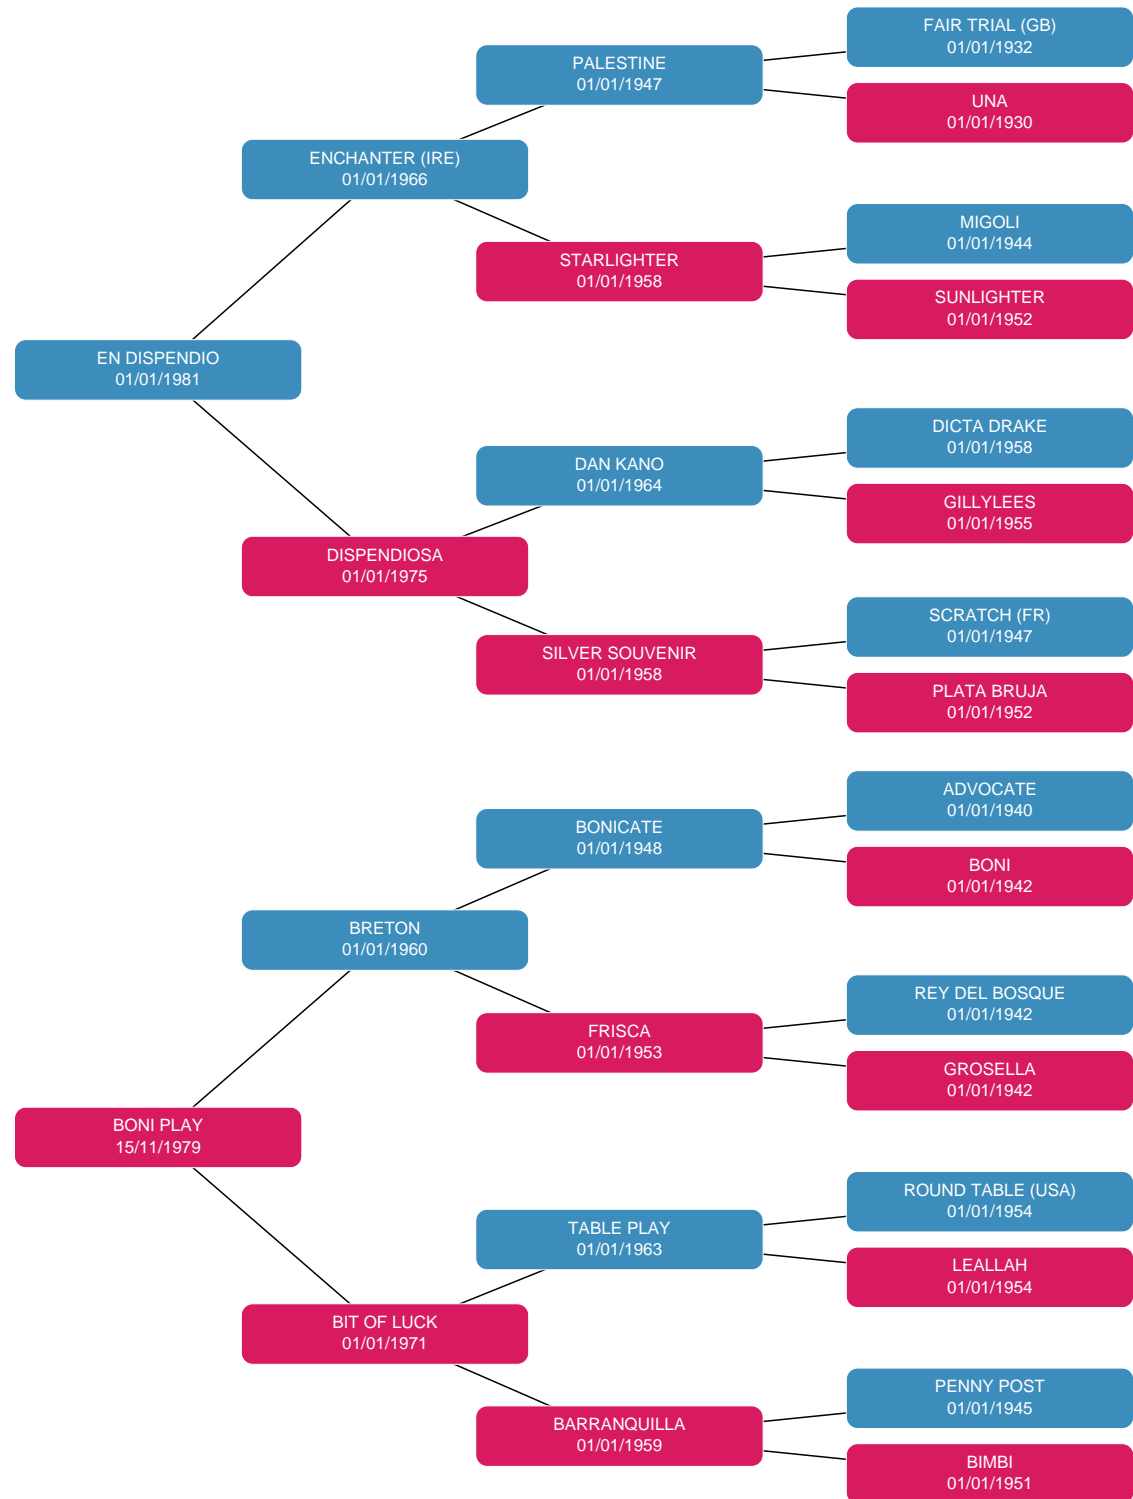 FAIR TRIAL (GB)
01/01/1932
PALESTINE
01/01/1947
UNA
01/01/1930
ENCHANTER (IRE)
01/01/1966
MIGOLI
01/01/1944
STARLIGHTER
01/01/1958
SUNLIGHTER
01/01/1952
EN DISPENDIO
01/01/1981
DICTA DRAKE
01/01/1958
DAN KANO
01/01/1964
GILLYLEES
01/01/1955
DISPENDIOSA
01/01/1975
SCRATCH (FR)
01/01/1947
SILVER SOUVENIR
01/01/1958
PLATA BRUJA
01/01/1952
ADVOCATE
01/01/1940
BONICATE
01/01/1948
BONI
01/01/1942
BRETON
01/01/1960
REY DEL BOSQUE
01/01/1942
FRISCA
01/01/1953
GROSELLA
01/01/1942
BONI PLAY
15/11/1979
ROUND TABLE (USA)
01/01/1954
TABLE PLAY
01/01/1963
LEALLAH
01/01/1954
BIT OF LUCK
01/01/1971
PENNY POST
01/01/1945
BARRANQUILLA
01/01/1959
BIMBI
01/01/1951